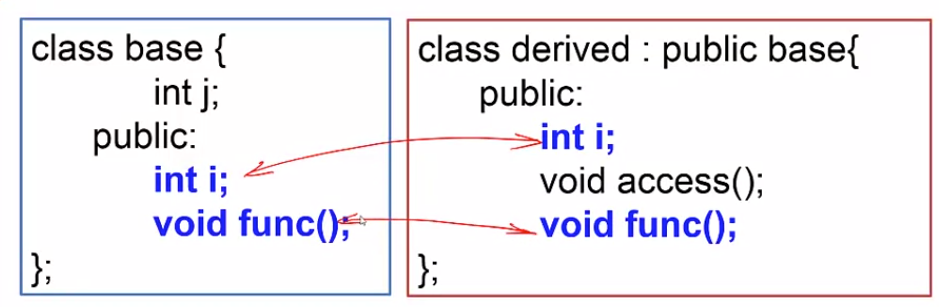 class base {
int j;
public:
int i;
void func();
};
class derived : public base{
public:
int i;
void access();
void func();
};